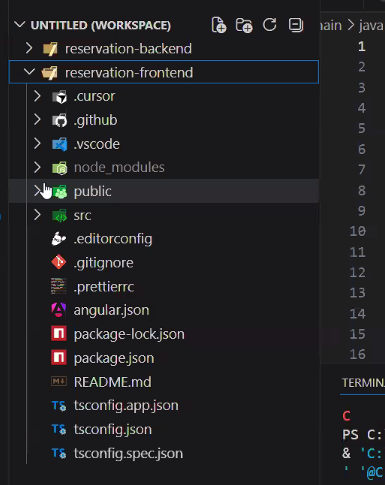 UNTITLED (WORKSPACE)
reservation-backend
reservation-frontend
.cursor
.github
.vscode
node_modules
public
src
.editorconfig
.gitignore
.prettierrc
angular.json
package-lock.json
package.json
README.md
tsconfig.app.json
tsconfig.json
tsconfig.spec.json
main > java >
1
2
3
4
5
6
7
8
9
10
11
12
13
14
15
16
TERMIN
C
PS C:
& 'C:
' '@C